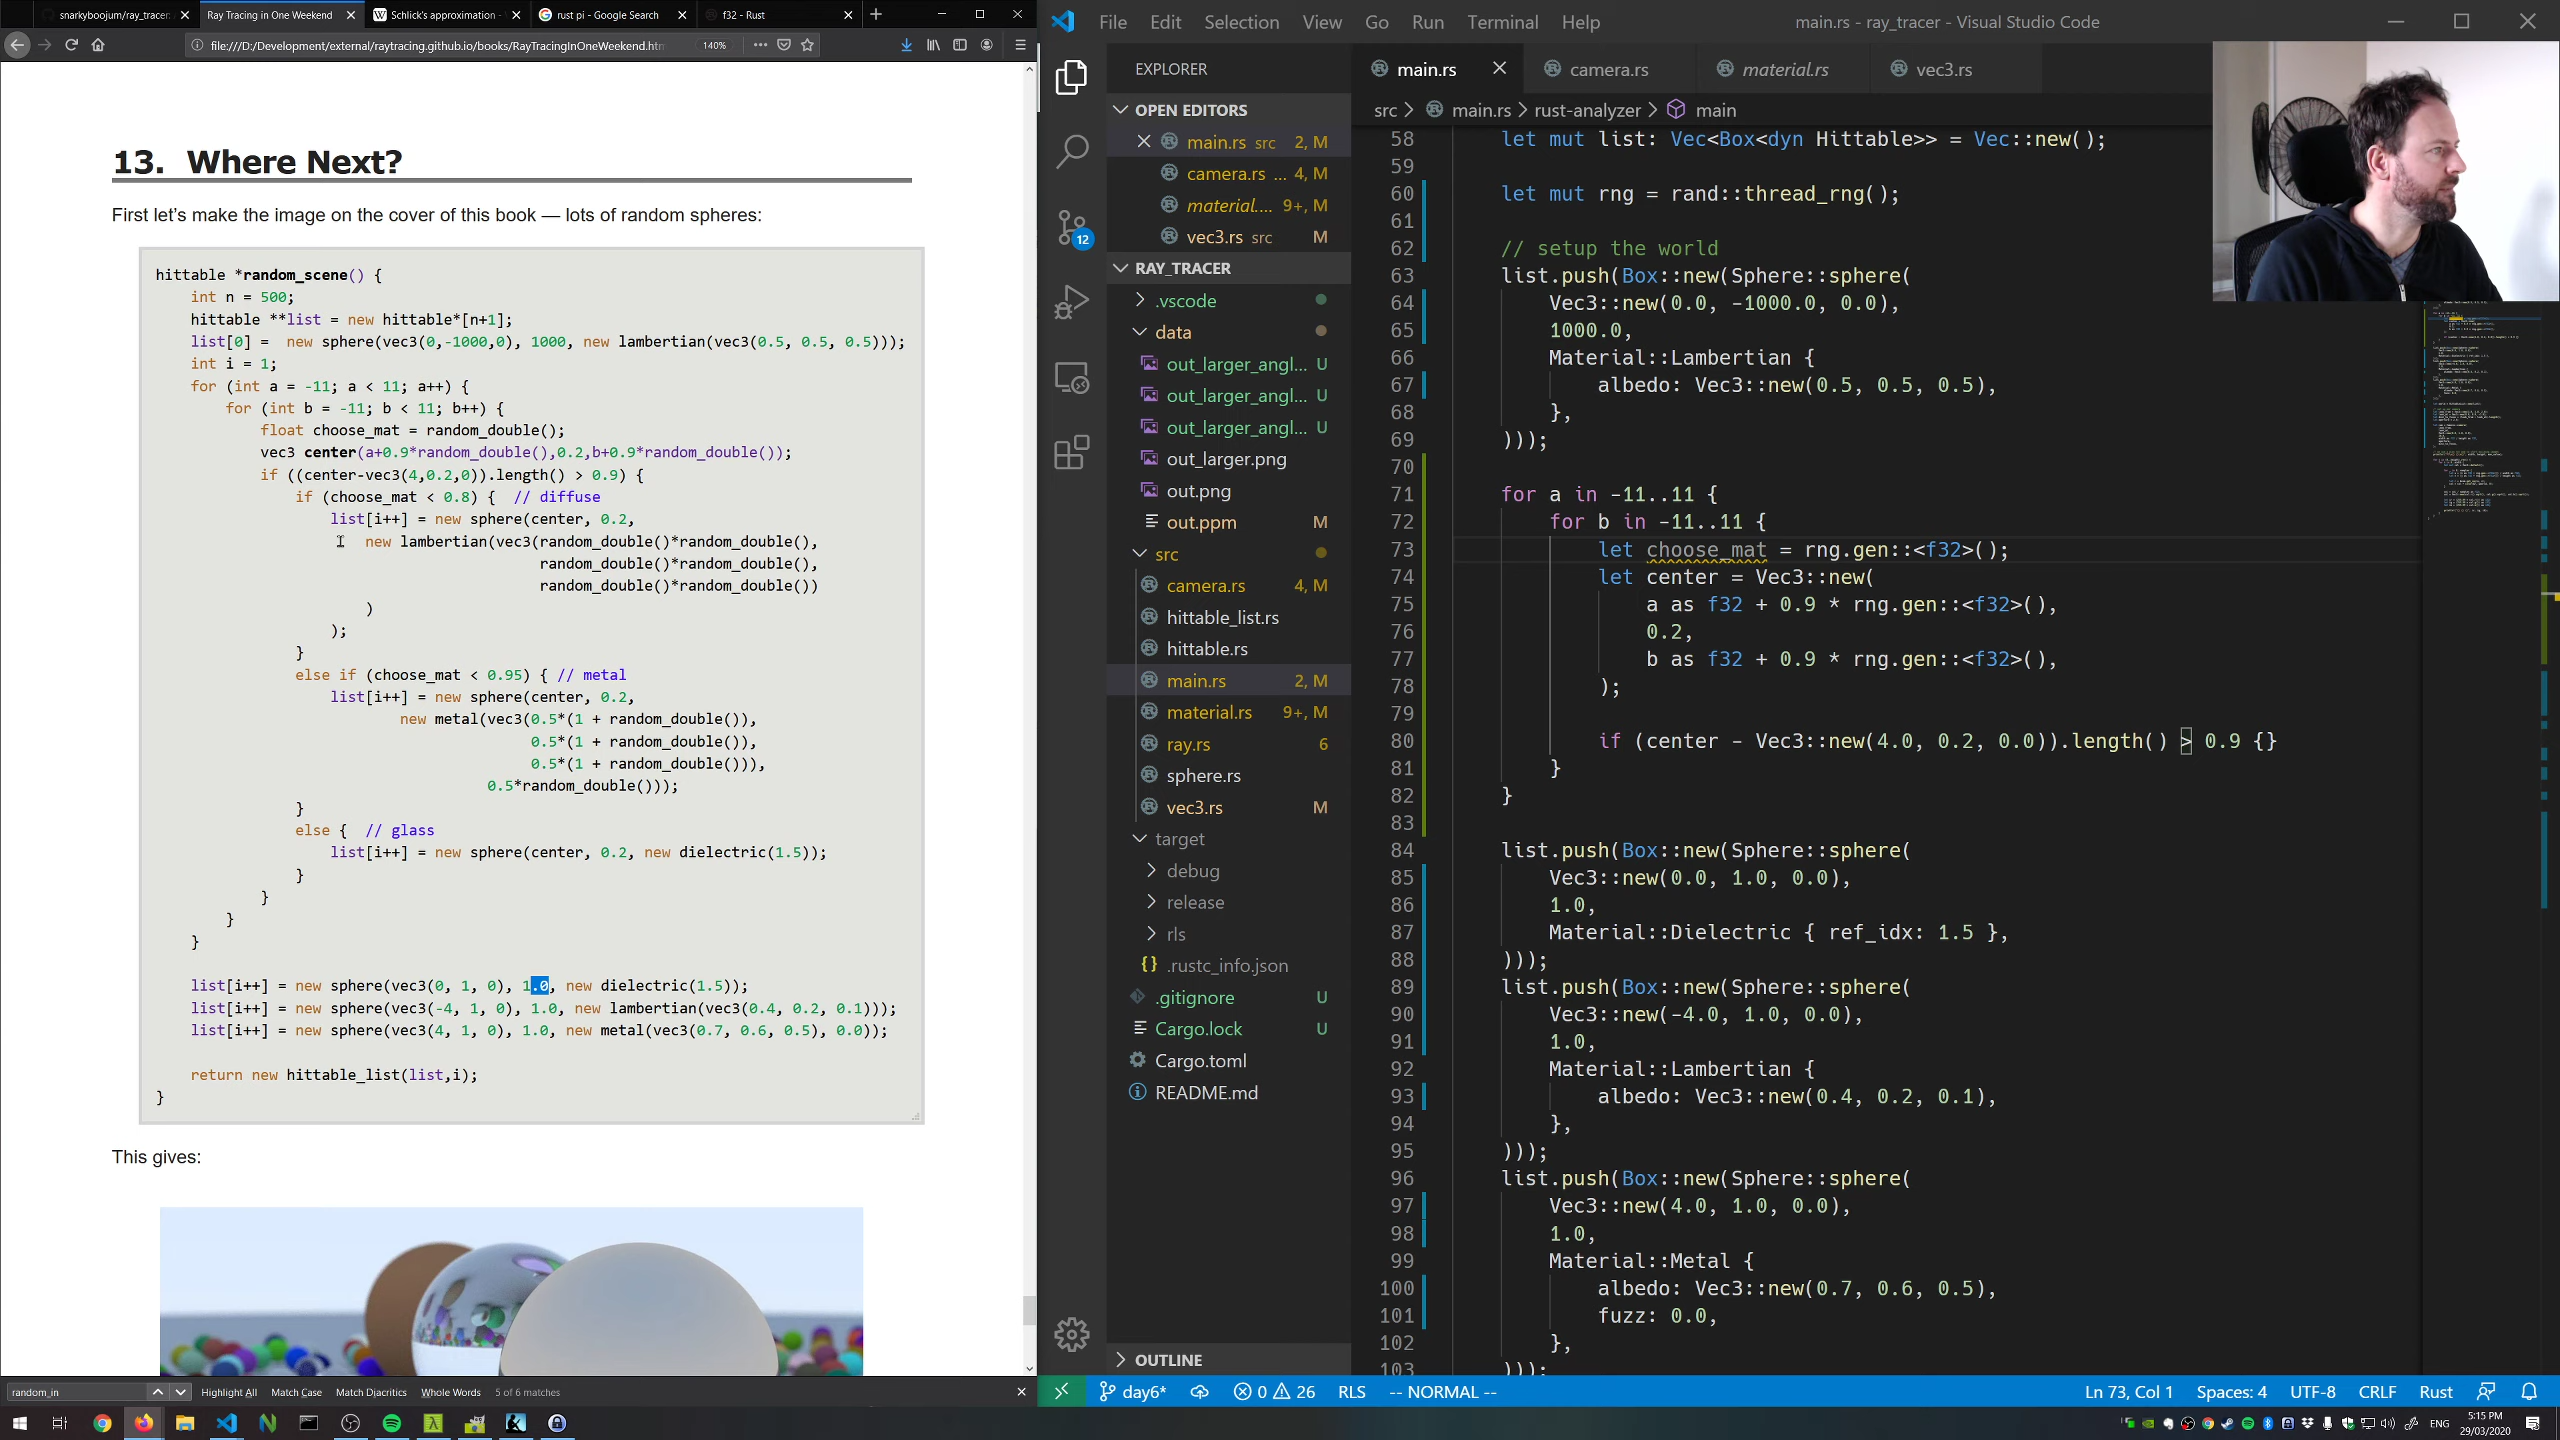 snarkyboojum/ray_tracer:
Ray Tracing in One Weekend
Schlick's approximation -
rust pi - Google Search
f32 - Rust
file:///D:/Development/external/raytracing.github.io/books/RayTracingInOneWeekend.htm
140%
13. Where Next?
First let's make the image on the cover of this book — lots of random spheres:
hittable *random_scene() {
int n = 500;
hittable **list = new hittable*[n+1];
list[0] =  new sphere(vec3(0,-1000,0), 1000, new lambertian(vec3(0.5, 0.5, 0.5)));
int i = 1;
for (int a = -11; a < 11; a++) {
for (int b = -11; b < 11; b++) {
float choose_mat = random_double();
vec3 center(a+0.9*random_double(),0.2,b+0.9*random_double());
if ((center-vec3(4,0.2,0)).length() > 0.9) {
if (choose_mat < 0.8) {  // diffuse
list[i++] = new sphere(center, 0.2,
new lambertian(vec3(random_double()*random_double(),
random_double()*random_double(),
random_double()*random_double())
)
);
}
else if (choose_mat < 0.95) { // metal
list[i++] = new sphere(center, 0.2,
new metal(vec3(0.5*(1 + random_double()),
0.5*(1 + random_double()),
0.5*(1 + random_double())),
0.5*random_double()));
}
else {  // glass
list[i++] = new sphere(center, 0.2, new dielectric(1.5));
}
}
}
}
list[i++] = new sphere(vec3(0, 1, 0), 1.0, new dielectric(1.5));
list[i++] = new sphere(vec3(-4, 1, 0), 1.0, new lambertian(vec3(0.4, 0.2, 0.1)));
list[i++] = new sphere(vec3(4, 1, 0), 1.0, new metal(vec3(0.7, 0.6, 0.5), 0.0));
return new hittable_list(list,i);
}
This gives:
random_in
Highlight All
Match Case
Match Diacritics
Whole Words
5 of 6 matches
File Edit Selection View Go Run Terminal Help
main.rs - ray_tracer - Visual Studio Code
EXPLORER
OPEN EDITORS
main.rs src 2, M
camera.rs ... 4, M
material.... 9+, M
vec3.rs src M
RAY_TRACER
.vscode
data
out_larger_angl... U
out_larger_angl... U
out_larger_angl... U
out_larger.png
out.png
out.ppm M
src
camera.rs 4, M
hittable_list.rs
hittable.rs
main.rs 2, M
material.rs 9+, M
ray.rs 6
sphere.rs
vec3.rs M
target
debug
release
rls
.rustc_info.json
.gitignore U
Cargo.lock U
Cargo.toml
README.md
OUTLINE
12
main.rs
camera.rs
material.rs
vec3.rs
src > main.rs > rust-analyzer > main
58 let mut list: Vec<Box<dyn Hittable>> = Vec::new();
59
60 let mut rng = rand::thread_rng();
61
62 // setup the world
63 list.push(Box::new(Sphere::sphere(
64 Vec3::new(0.0, -1000.0, 0.0),
65 1000.0,
66 Material::Lambertian {
67 albedo: Vec3::new(0.5, 0.5, 0.5),
68 },
69 )));
70
71 for a in -11..11 {
72 for b in -11..11 {
73 let choose_mat = rng.gen::<f32>();
74 let center = Vec3::new(
75 a as f32 + 0.9 * rng.gen::<f32>(),
76 0.2,
77 b as f32 + 0.9 * rng.gen::<f32>(),
78 );
79
80 if (center - Vec3::new(4.0, 0.2, 0.0)).length() > 0.9 {}
81 }
82 }
83
84 list.push(Box::new(Sphere::sphere(
85 Vec3::new(0.0, 1.0, 0.0),
86 1.0,
87 Material::Dielectric { ref_idx: 1.5 },
88 )));
89 list.push(Box::new(Sphere::sphere(
90 Vec3::new(-4.0, 1.0, 0.0),
91 1.0,
92 Material::Lambertian {
93 albedo: Vec3::new(0.4, 0.2, 0.1),
94 },
95 )));
96 list.push(Box::new(Sphere::sphere(
97 Vec3::new(4.0, 1.0, 0.0),
98 1.0,
99 Material::Metal {
100 albedo: Vec3::new(0.7, 0.6, 0.5),
101 fuzz: 0.0,
102 },
103 )));
day6* 0 26 RLS -- NORMAL --
Ln 73, Col 1 Spaces: 4 UTF-8 CRLF Rust
ENG
5:15 PM
29/03/2020